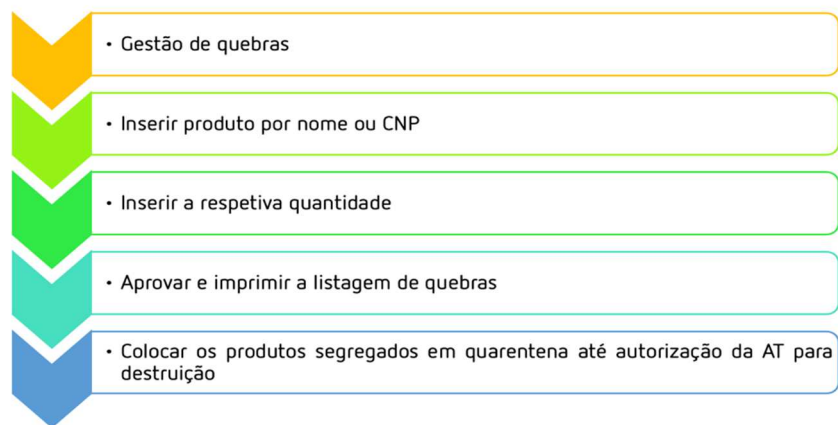 • Gestão de quebras
• Inserir produto por nome ou CNP
• Inserir a respetiva quantidade
• Aprovar e imprimir a listagem de quebras
• Colocar os produtos segregados em quarentena até autorização da AT para
destruição